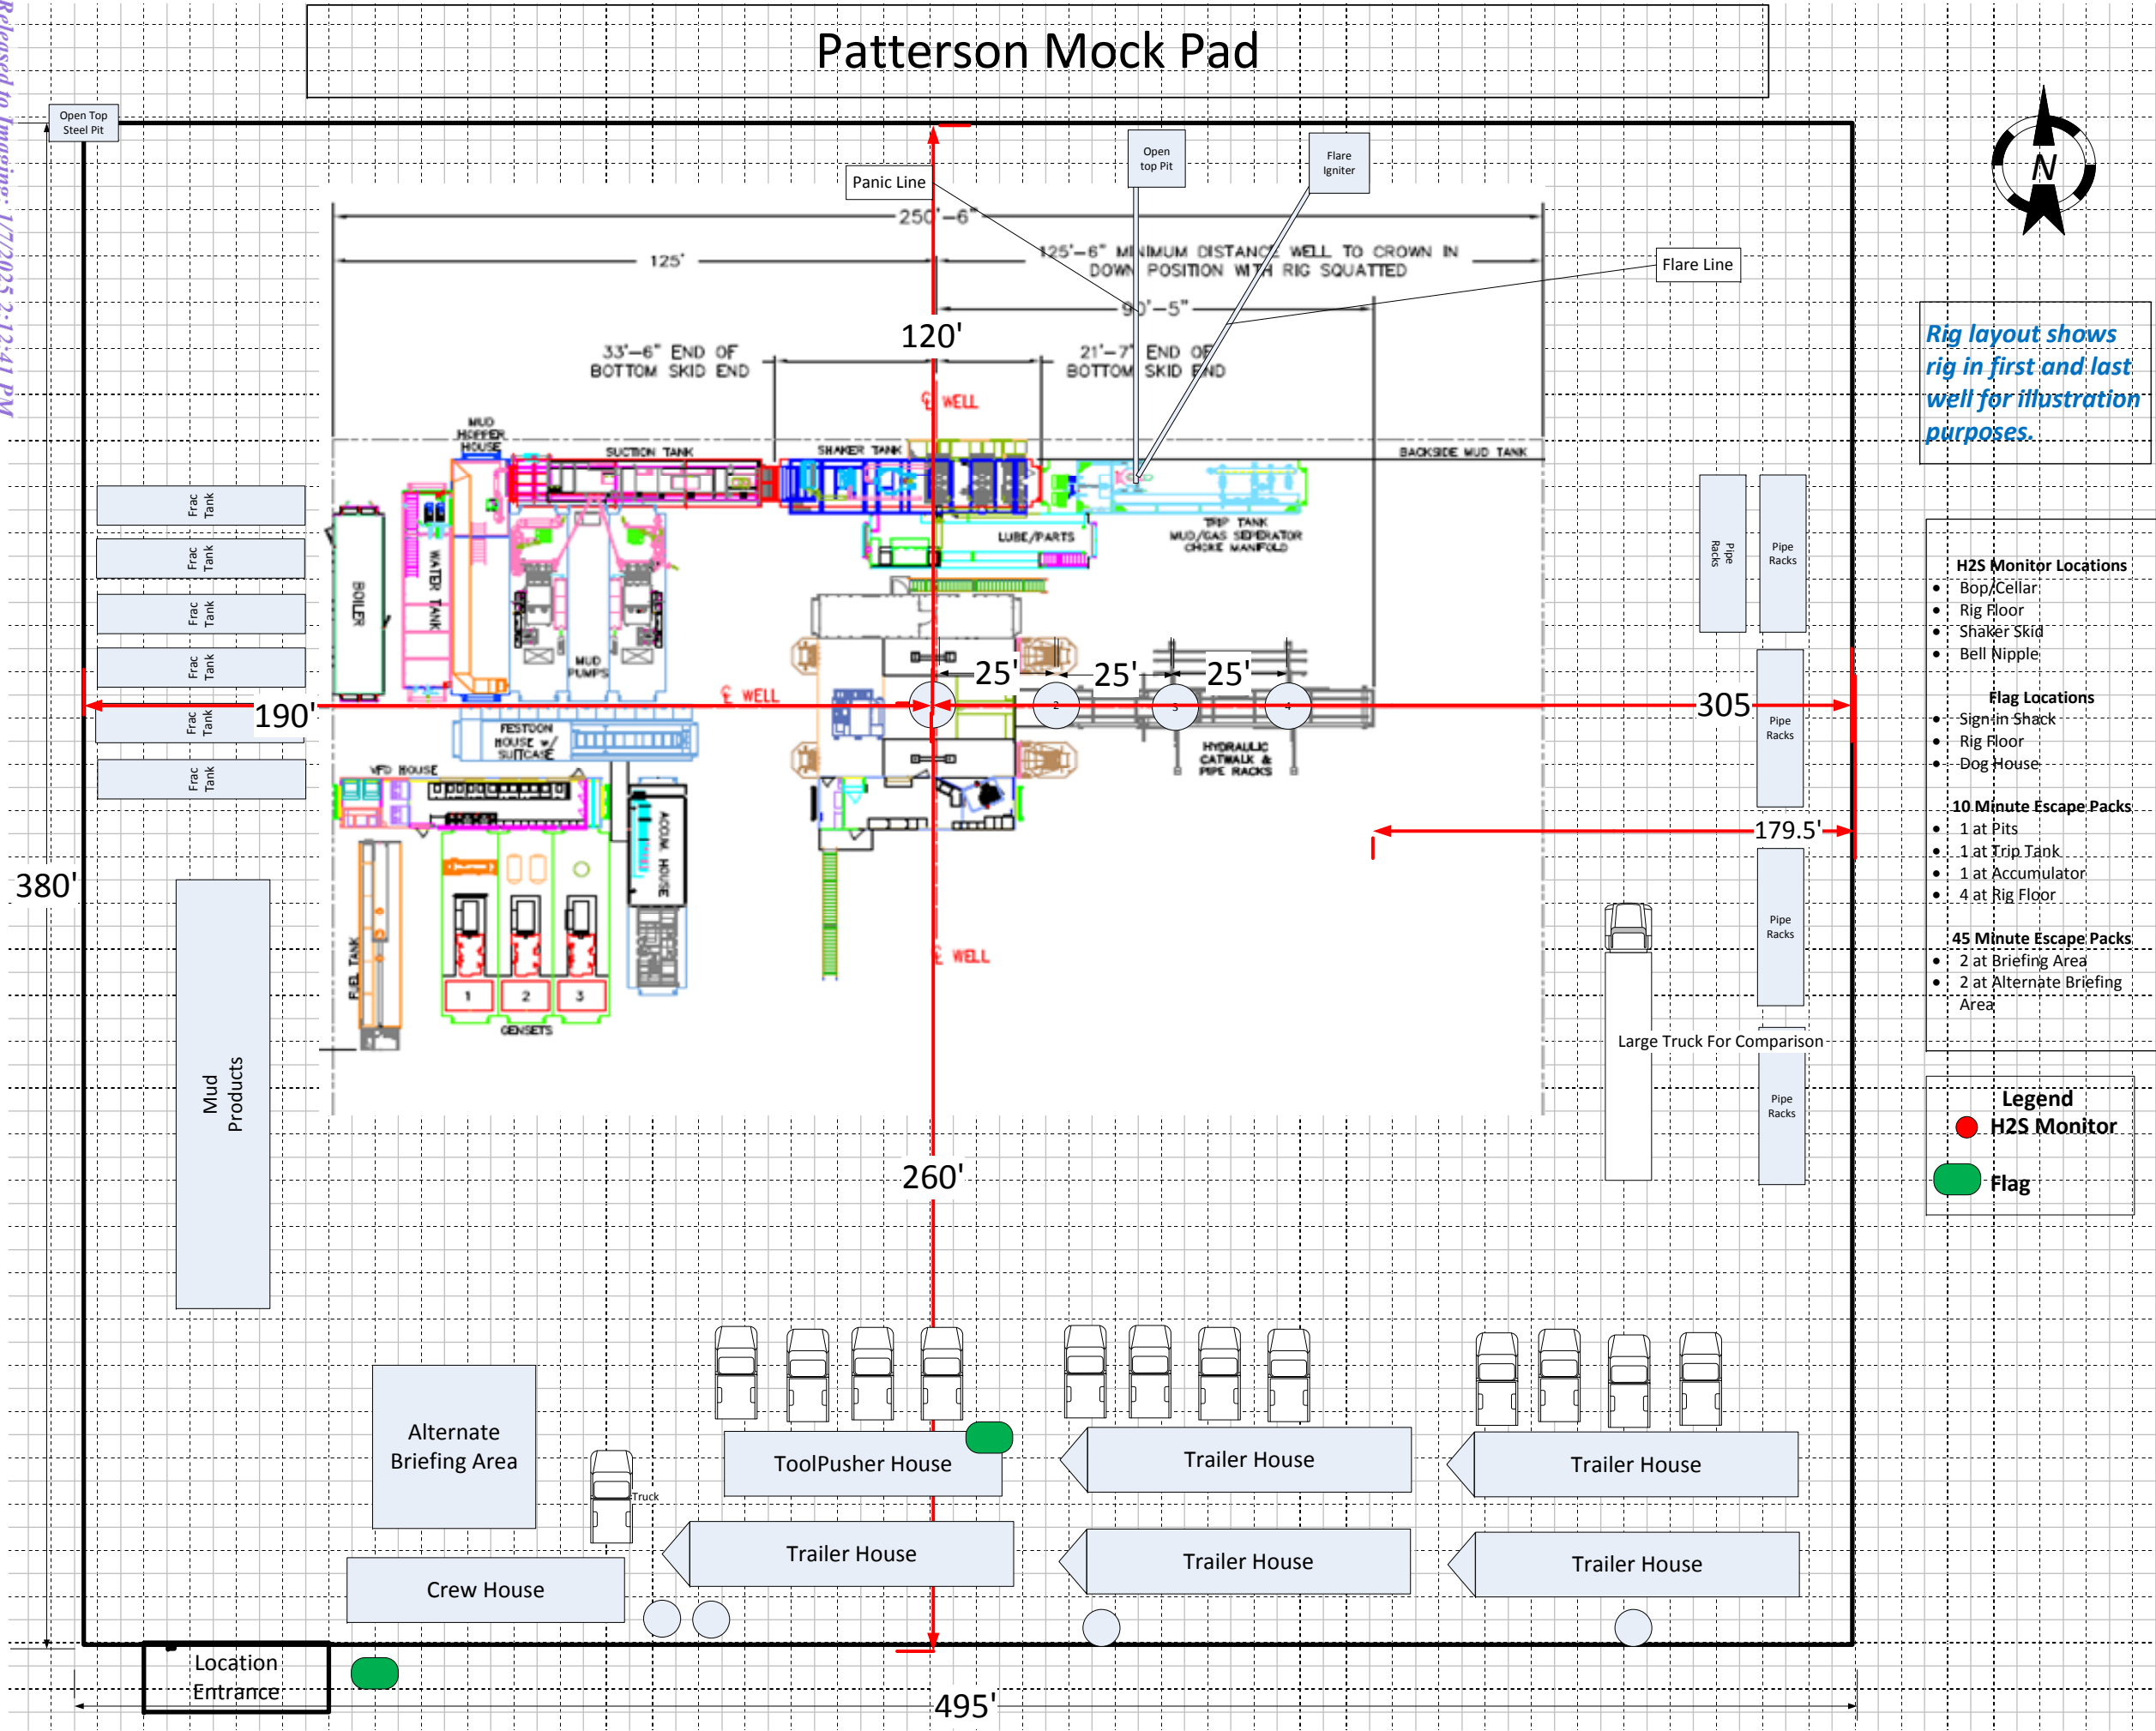 Patterson Mock Pad
Released to Imaging: 1/7/2025 2:12:41 PM
Open Top
Steel Pit
Panic Line
Open
top Pit
Flare
Igniter
Flare Line
N
250'-6"
125'
125'-6" MINIMUM DISTANCE WELL TO CROWN IN
DOWN POSITION WITH RIG SQUATTED
90'-5"
120'
33'-6" END OF
BOTTOM SKID END
21'-7" END OF
BOTTOM SKID END
℄ WELL
MUD
HOPPER
HOUSE
SUCTION TANK
SHAKER TANK
BACKSIDE MUD TANK
TRIP TANK
MUD/GAS SEPERATOR
CHOKE MANIFOLD
LUBE/PARTS
BOILER
WATER TANK
MUD
PUMPS
Frac
Tank
Frac
Tank
Frac
Tank
Frac
Tank
Frac
Tank
Frac
Tank
190'
℄ WELL
25'
25'
25'
2
3
4
305
HYDRAULIC
CATWALK &
PIPE RACKS
FESTOON
HOUSE w/
SUITCASE
VFD HOUSE
ACCUM. HOUSE
FUEL TANK
1
2
3
GENSETS
℄ WELL
179.5'
Pipe
Racks
Pipe
Racks
Pipe
Racks
Pipe
Racks
Pipe
Racks
Large Truck For Comparison
380'
Mud
Products
260'
Alternate
Briefing Area
Truck
ToolPusher House
Trailer House
Trailer House
Crew House
Trailer House
Trailer House
Trailer House
Location
Entrance
495'
Rig layout shows
rig in first and last
well for illustration
purposes.
H2S Monitor Locations
• Bop/Cellar
• Rig Floor
• Shaker Skid
• Bell Nipple
Flag Locations
• Sign in Shack
• Rig Floor
• Dog House
10 Minute Escape Packs
• 1 at Pits
• 1 at Trip Tank
• 1 at Accumulator
• 4 at Rig Floor
45 Minute Escape Packs
• 2 at Briefing Area
• 2 at Alternate Briefing
Area
Legend
H2S Monitor
Flag